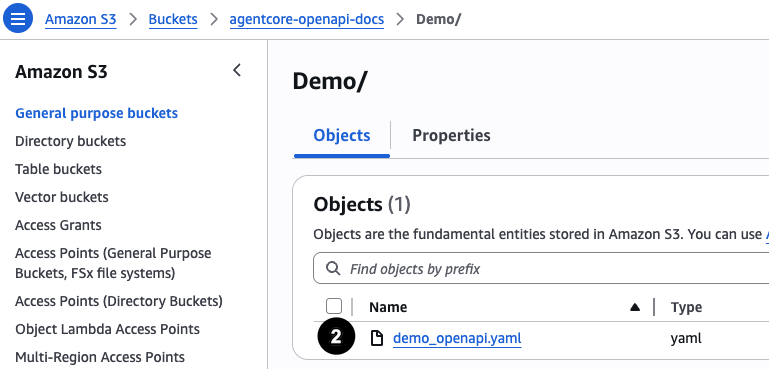 Amazon S3 > Buckets > agentcore-openapi-docs > Demo/
Amazon S3
General purpose buckets
Directory buckets
Table buckets
Vector buckets
Access Grants
Access Points (General Purpose
Buckets, FSx file systems)
Access Points (Directory Buckets)
Object Lambda Access Points
Multi-Region Access Points
Demo/
Objects
Properties
Objects (1)
Objects are the fundamental entities stored in Amazon S3. You can use
Find objects by prefix
Name Type
2 demo_openapi.yaml yaml